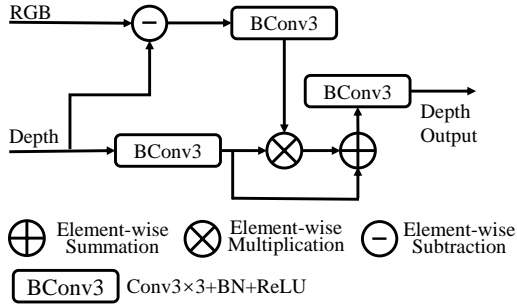 RGB
BConv3
BConv3
Depth
Output
Depth
BConv3
Element-wise
Summation
Element-wise
Multiplication
Element-wise
Subtraction
BConv3 Conv3×3+BN+ReLU